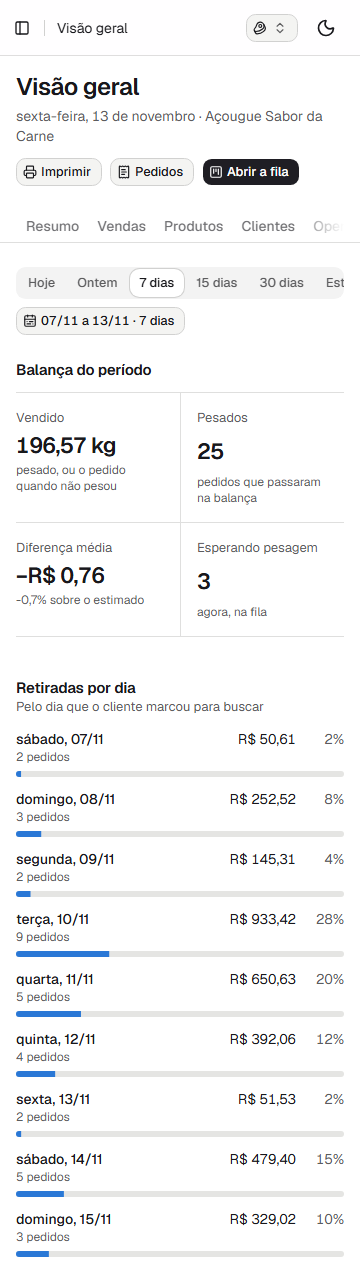 Visão geral
Visão geral
sexta-feira, 13 de novembro · Açougue Sabor da
Carne
Imprimir
Pedidos
Abrir a fila
Resumo
Vendas
Produtos
Clientes
Ope
Hoje
Ontem
7 dias
15 dias
30 dias
Est
07/11 a 13/11 · 7 dias
Balança do período
Vendido
196,57 kg
pesado, ou o pedido
quando não pesou
Pesados
25
pedidos que passaram
na balança
Diferença média
−R$ 0,76
-0,7% sobre o estimado
Esperando pesagem
3
agora, na fila
Retiradas por dia
Pelo dia que o cliente marcou para buscar
sábado, 07/11 R$ 50,61 2%
2 pedidos
domingo, 08/11 R$ 252,52 8%
3 pedidos
segunda, 09/11 R$ 145,31 4%
2 pedidos
terça, 10/11 R$ 933,42 28%
9 pedidos
quarta, 11/11 R$ 650,63 20%
5 pedidos
quinta, 12/11 R$ 392,06 12%
4 pedidos
sexta, 13/11 R$ 51,53 2%
2 pedidos
sábado, 14/11 R$ 479,40 15%
5 pedidos
domingo, 15/11 R$ 329,02 10%
3 pedidos